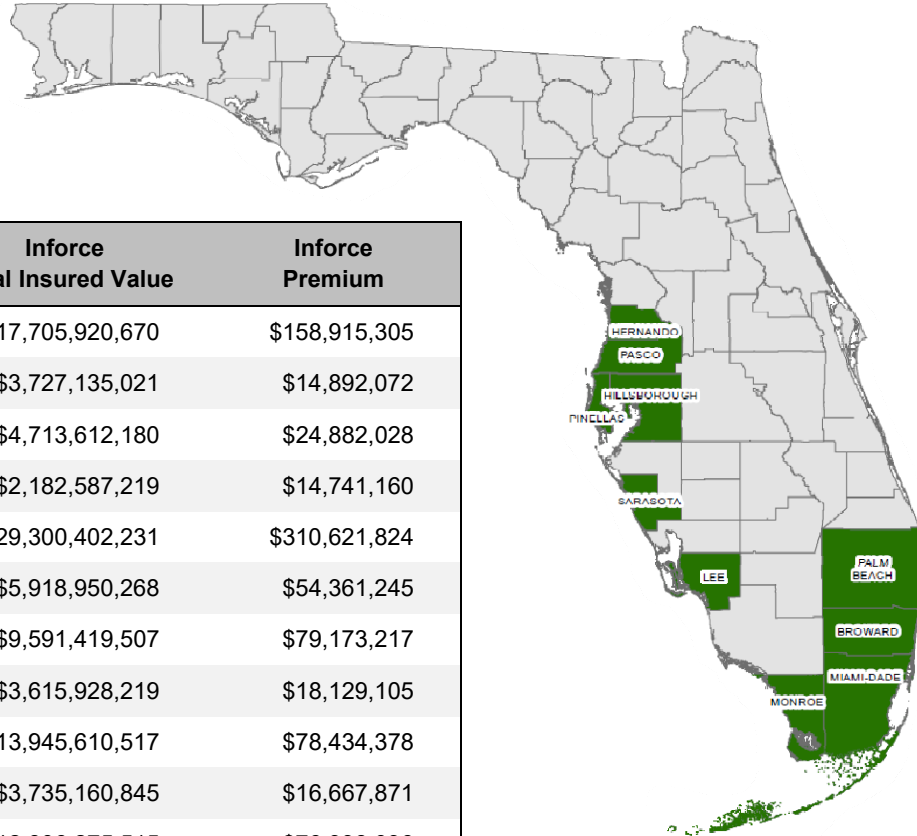 Inforce Inforce
al Insured Value Premium
17,705,920,670 $158,915,305
$3,727,135,021 $14,892,072
$4,713,612,180 $24,882,028
$2,182,587,219 $14,741,160
29,300,402,231 $310,621,824
$5,918,950,268 $54,361,245
$9,591,419,507 $79,173,217
$3,615,928,219 $18,129,105
13,945,610,517 $78,434,378
$3,735,160,845 $16,667,871
HERNANDO
PASCO
HILLSBOROUGH
PINELLAS
SARASOTA
LEE
PALM
BEACH
BROWARD
MIAMI-DADE
MONROE